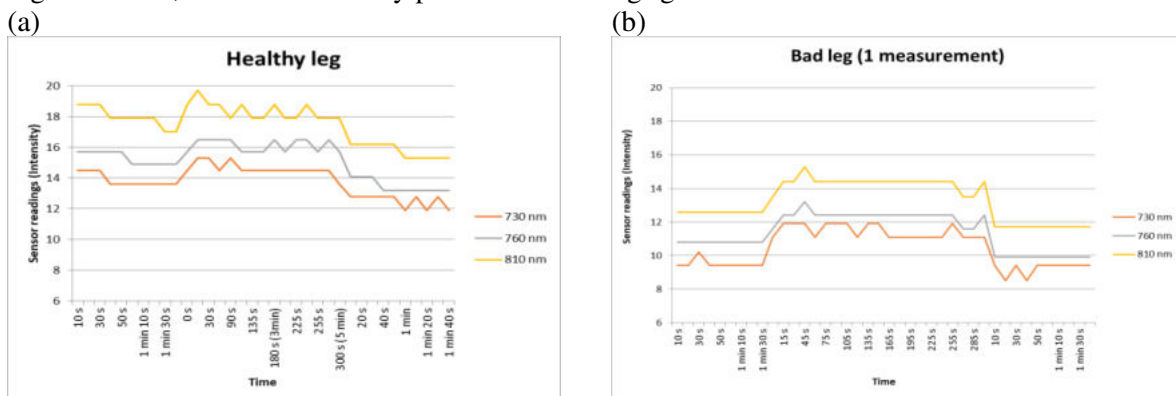 (a)
(b)
Healthy leg
Sensor readings (Intensity)
20
18
16
14
12
10
8
6
730 nm
760 nm
810 nm
10 s
30 s
50 s
1 min 10 s
1 min 30 s
0 s
30 s
90 s
135 s
180 s (3min)
225 s
255 s
300 s (5 min)
20 s
40 s
1 min
1 min 20 s
1 min 40 s
Time
Bad leg (1 measurement)
Sensor readings (Intensity)
20
18
16
14
12
10
8
6
730 nm
760 nm
810 nm
10 s
30 s
50 s
1 min 10 s
1 min 30 s
15 s
45 s
75 s
105 s
135 s
165 s
195 s
225 s
255 s
285 s
10 s
30 s
50 s
1 min 10 s
1 min 30 s
Time